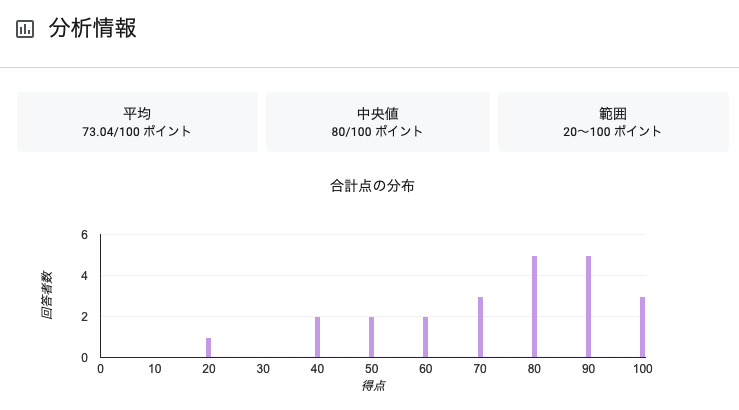 分析情報
平均
73.04/100 ポイント
中央値
80/100 ポイント
範囲
20～100 ポイント
合計点の分布
回答者数
6
4
2
0
0 10 20 30 40 50 60 70 80 90 100
得点